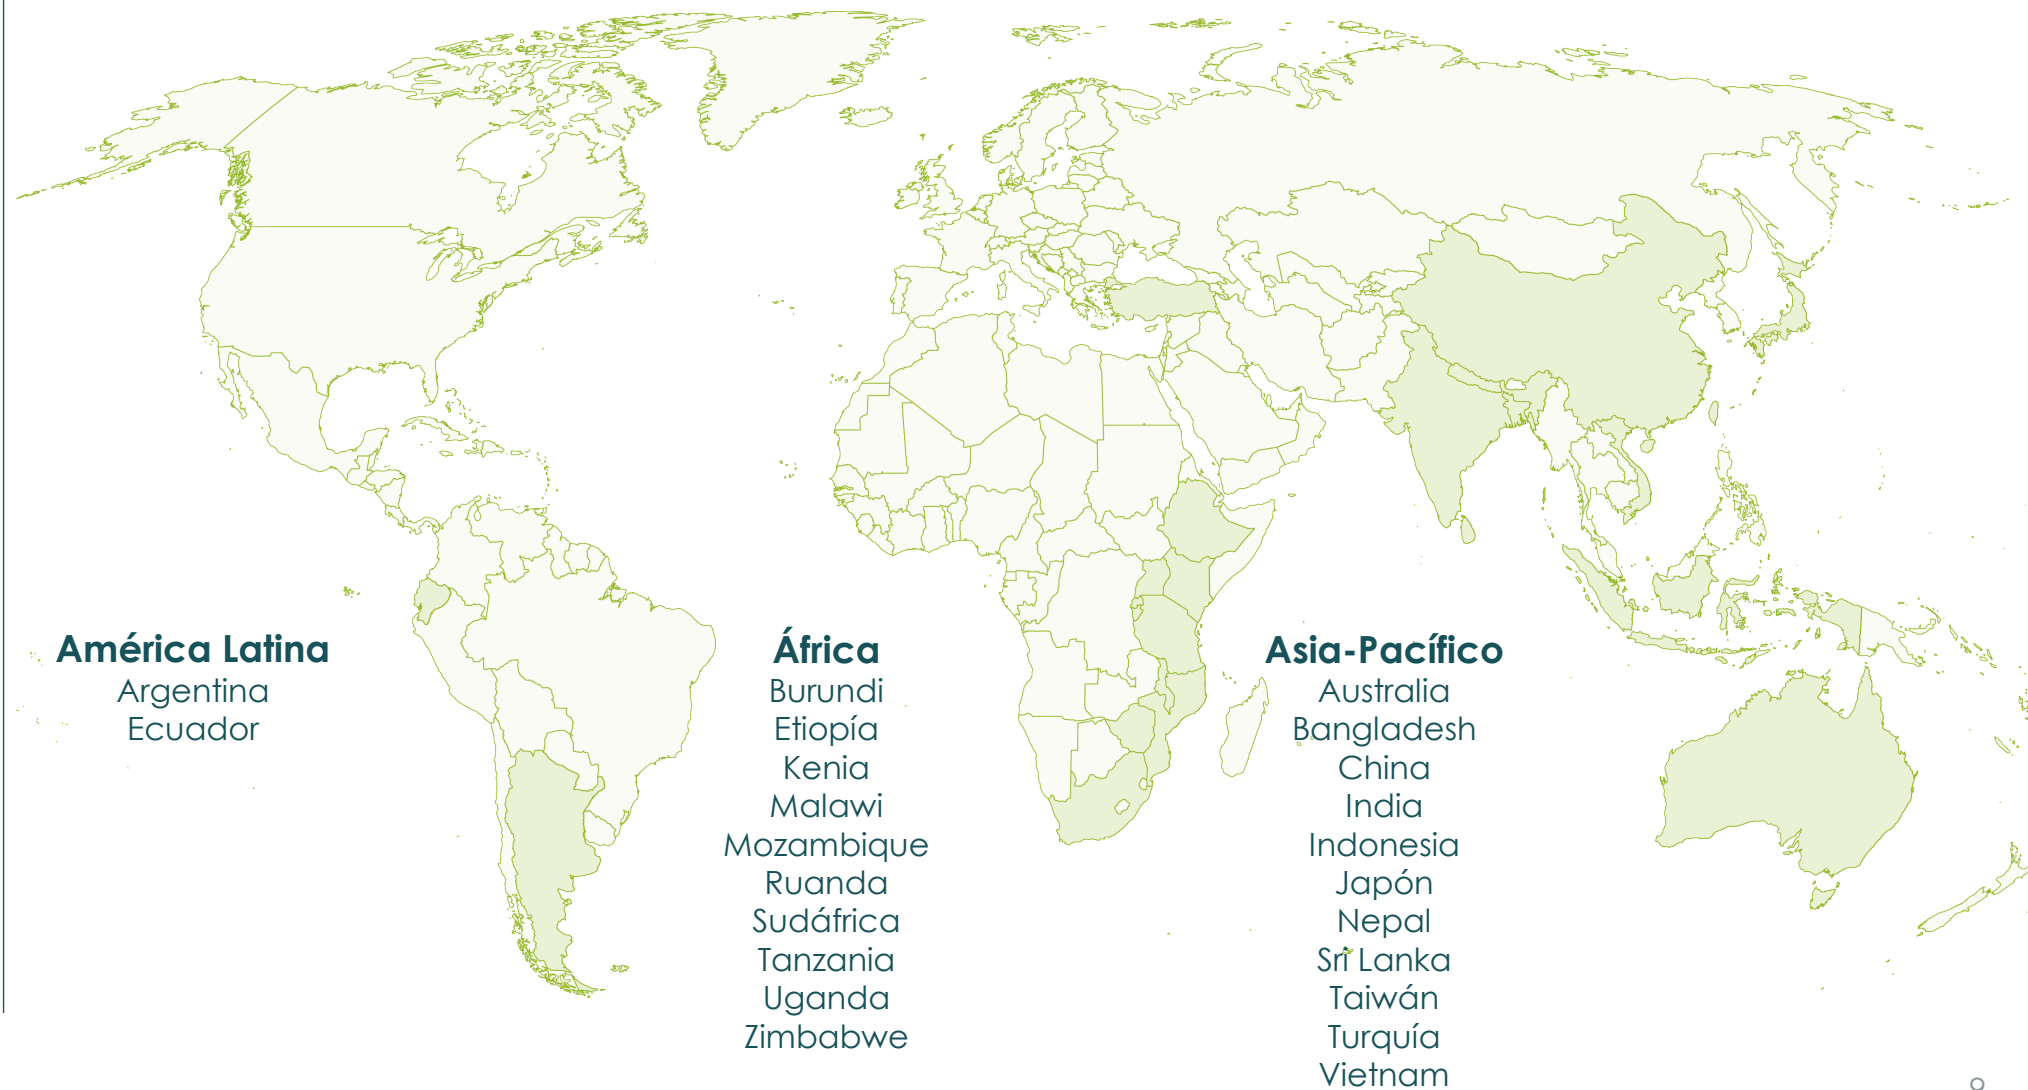 América Latina
Argentina
Ecuador
África
Burundi
Etiopía
Kenia
Malawi
Mozambique
Ruanda
Sudáfrica
Tanzania
Uganda
Zimbabwe
Asia-Pacífico
Australia
Bangladesh
China
India
Indonesia
Japón
Nepal
Sri Lanka
Taiwán
Turquía
Vietnam